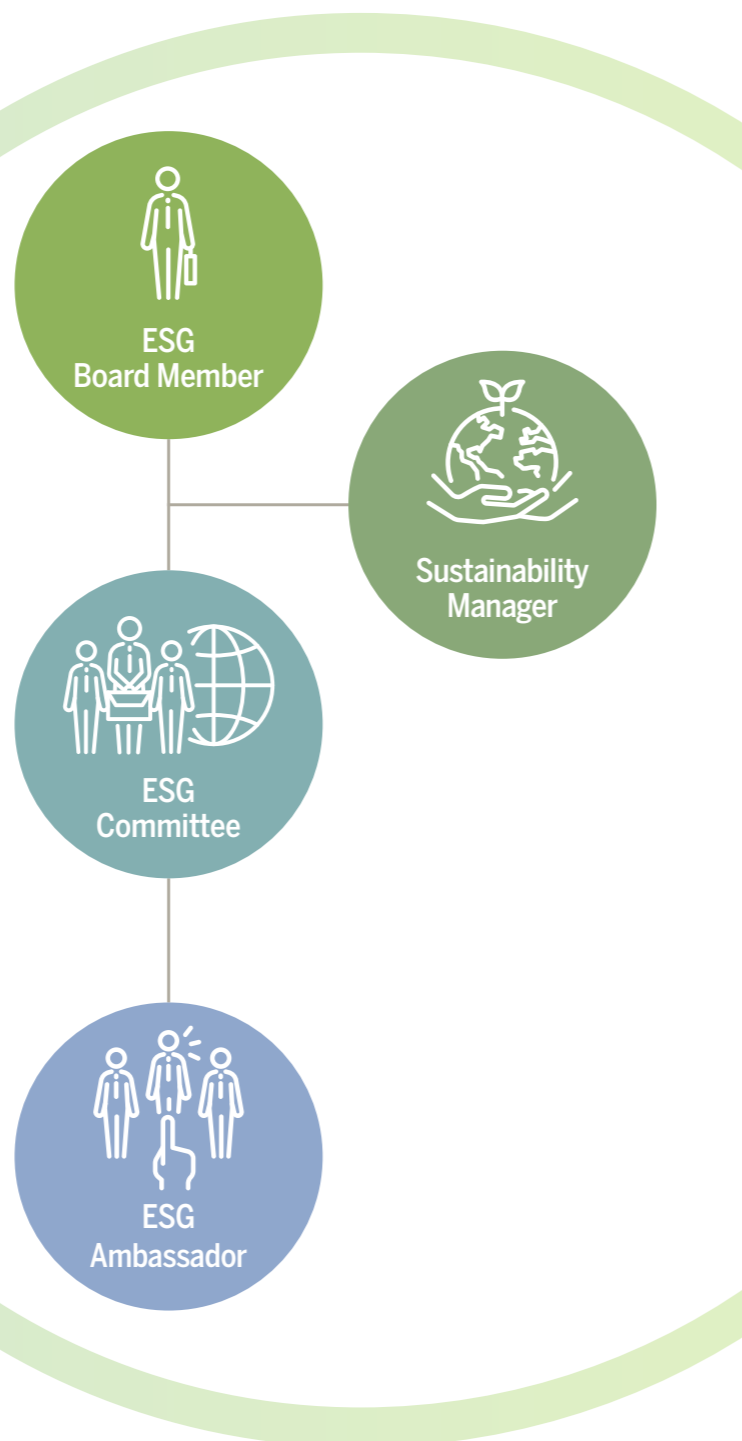 ESG
Board Member
Sustainability
Manager
ESG
Committee
ESG
Ambassador